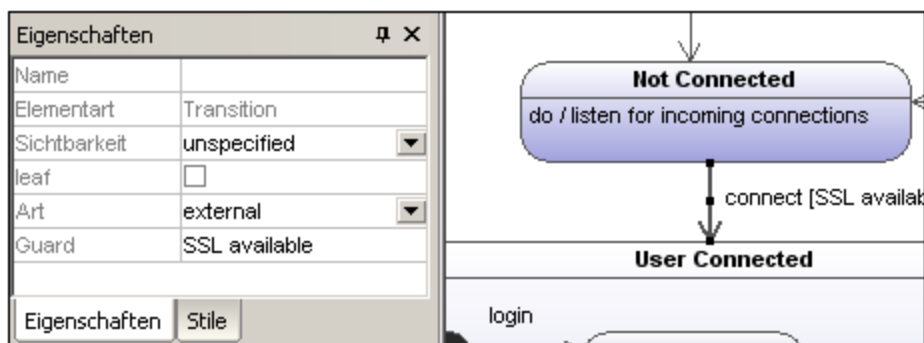 Eigenschaften
Name
Elementart Transition
Sichtbarkeit unspecified
leaf
Art external
Guard SSL available
Eigenschaften Stile
Not Connected
do / listen for incoming connections
connect [SSL availab
User Connected
login